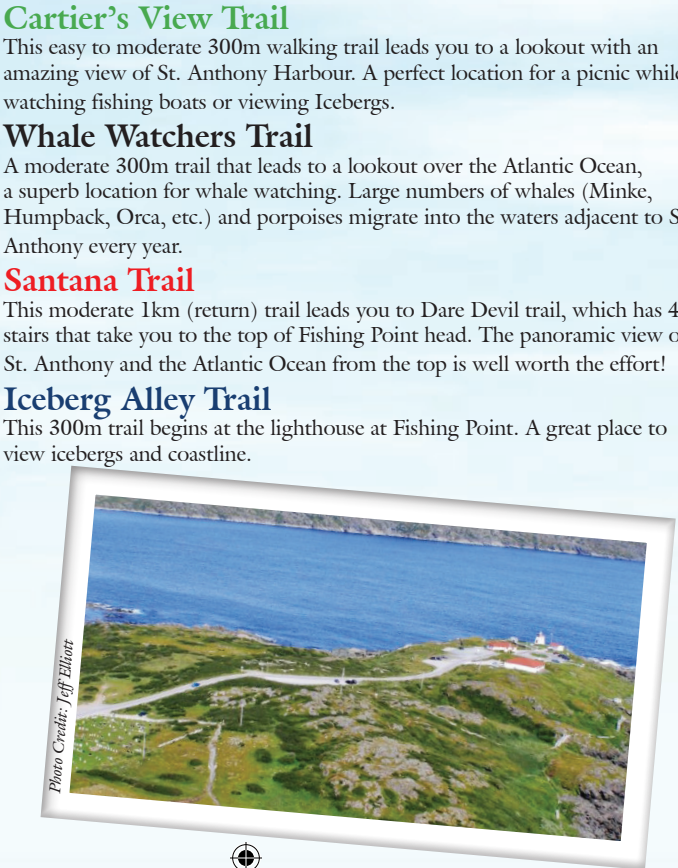 Cartier's View Trail
This easy to moderate 300m walking trail leads you to a lookout with an
amazing view of St. Anthony Harbour. A perfect location for a picnic while
watching fishing boats or viewing Icebergs.
Whale Watchers Trail
A moderate 300m trail that leads to a lookout over the Atlantic Ocean,
a superb location for whale watching. Large numbers of whales (Minke,
Humpback, Orca, etc.) and porpoises migrate into the waters adjacent to
Anthony every year.
Santana Trail
This moderate 1km (return) trail leads you to Dare Devil trail, which has
stairs that take you to the top of Fishing Point head. The panoramic view
St. Anthony and the Atlantic Ocean from the top is well worth the effort!
Iceberg Alley Trail
This 300m trail begins at the lighthouse at Fishing Point. A great place to
view icebergs and coastline.
Photo Credit: Jeff Elliott